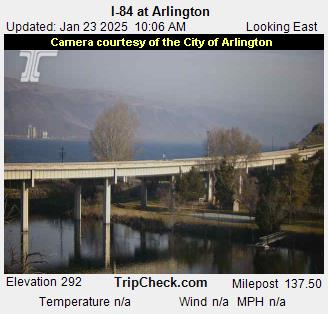 I-84 at Arlington
Updated: Jan 23 2025 10:06 AM Looking East
Camera courtesy of the City of Arlington
Elevation 292 TripCheck.com Milepost 137.50
Temperature n/a Wind n/a MPH n/a